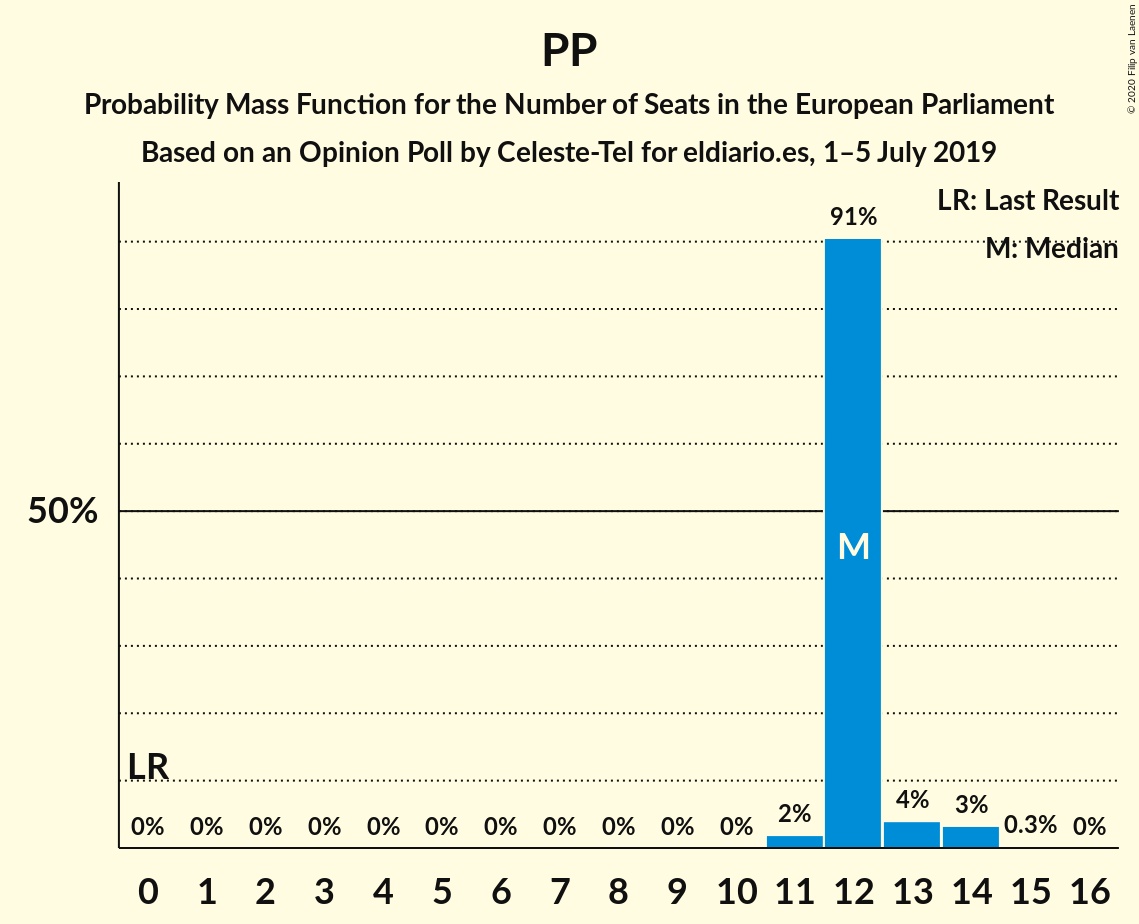 PP
Probability Mass Function for the Number of Seats in the European Parliament
Based on an Opinion Poll by Celeste-Tel for eldiario.es, 1–5 July 2019
© 2020 Filip van Laenen
LR: Last Result
M: Median
91%
50%
M
LR
0% 0% 0% 0% 0% 0% 0% 0% 0% 0% 0% 2% 4% 3% 0.3% 0%
0 1 2 3 4 5 6 7 8 9 10 11 12 13 14 15 16